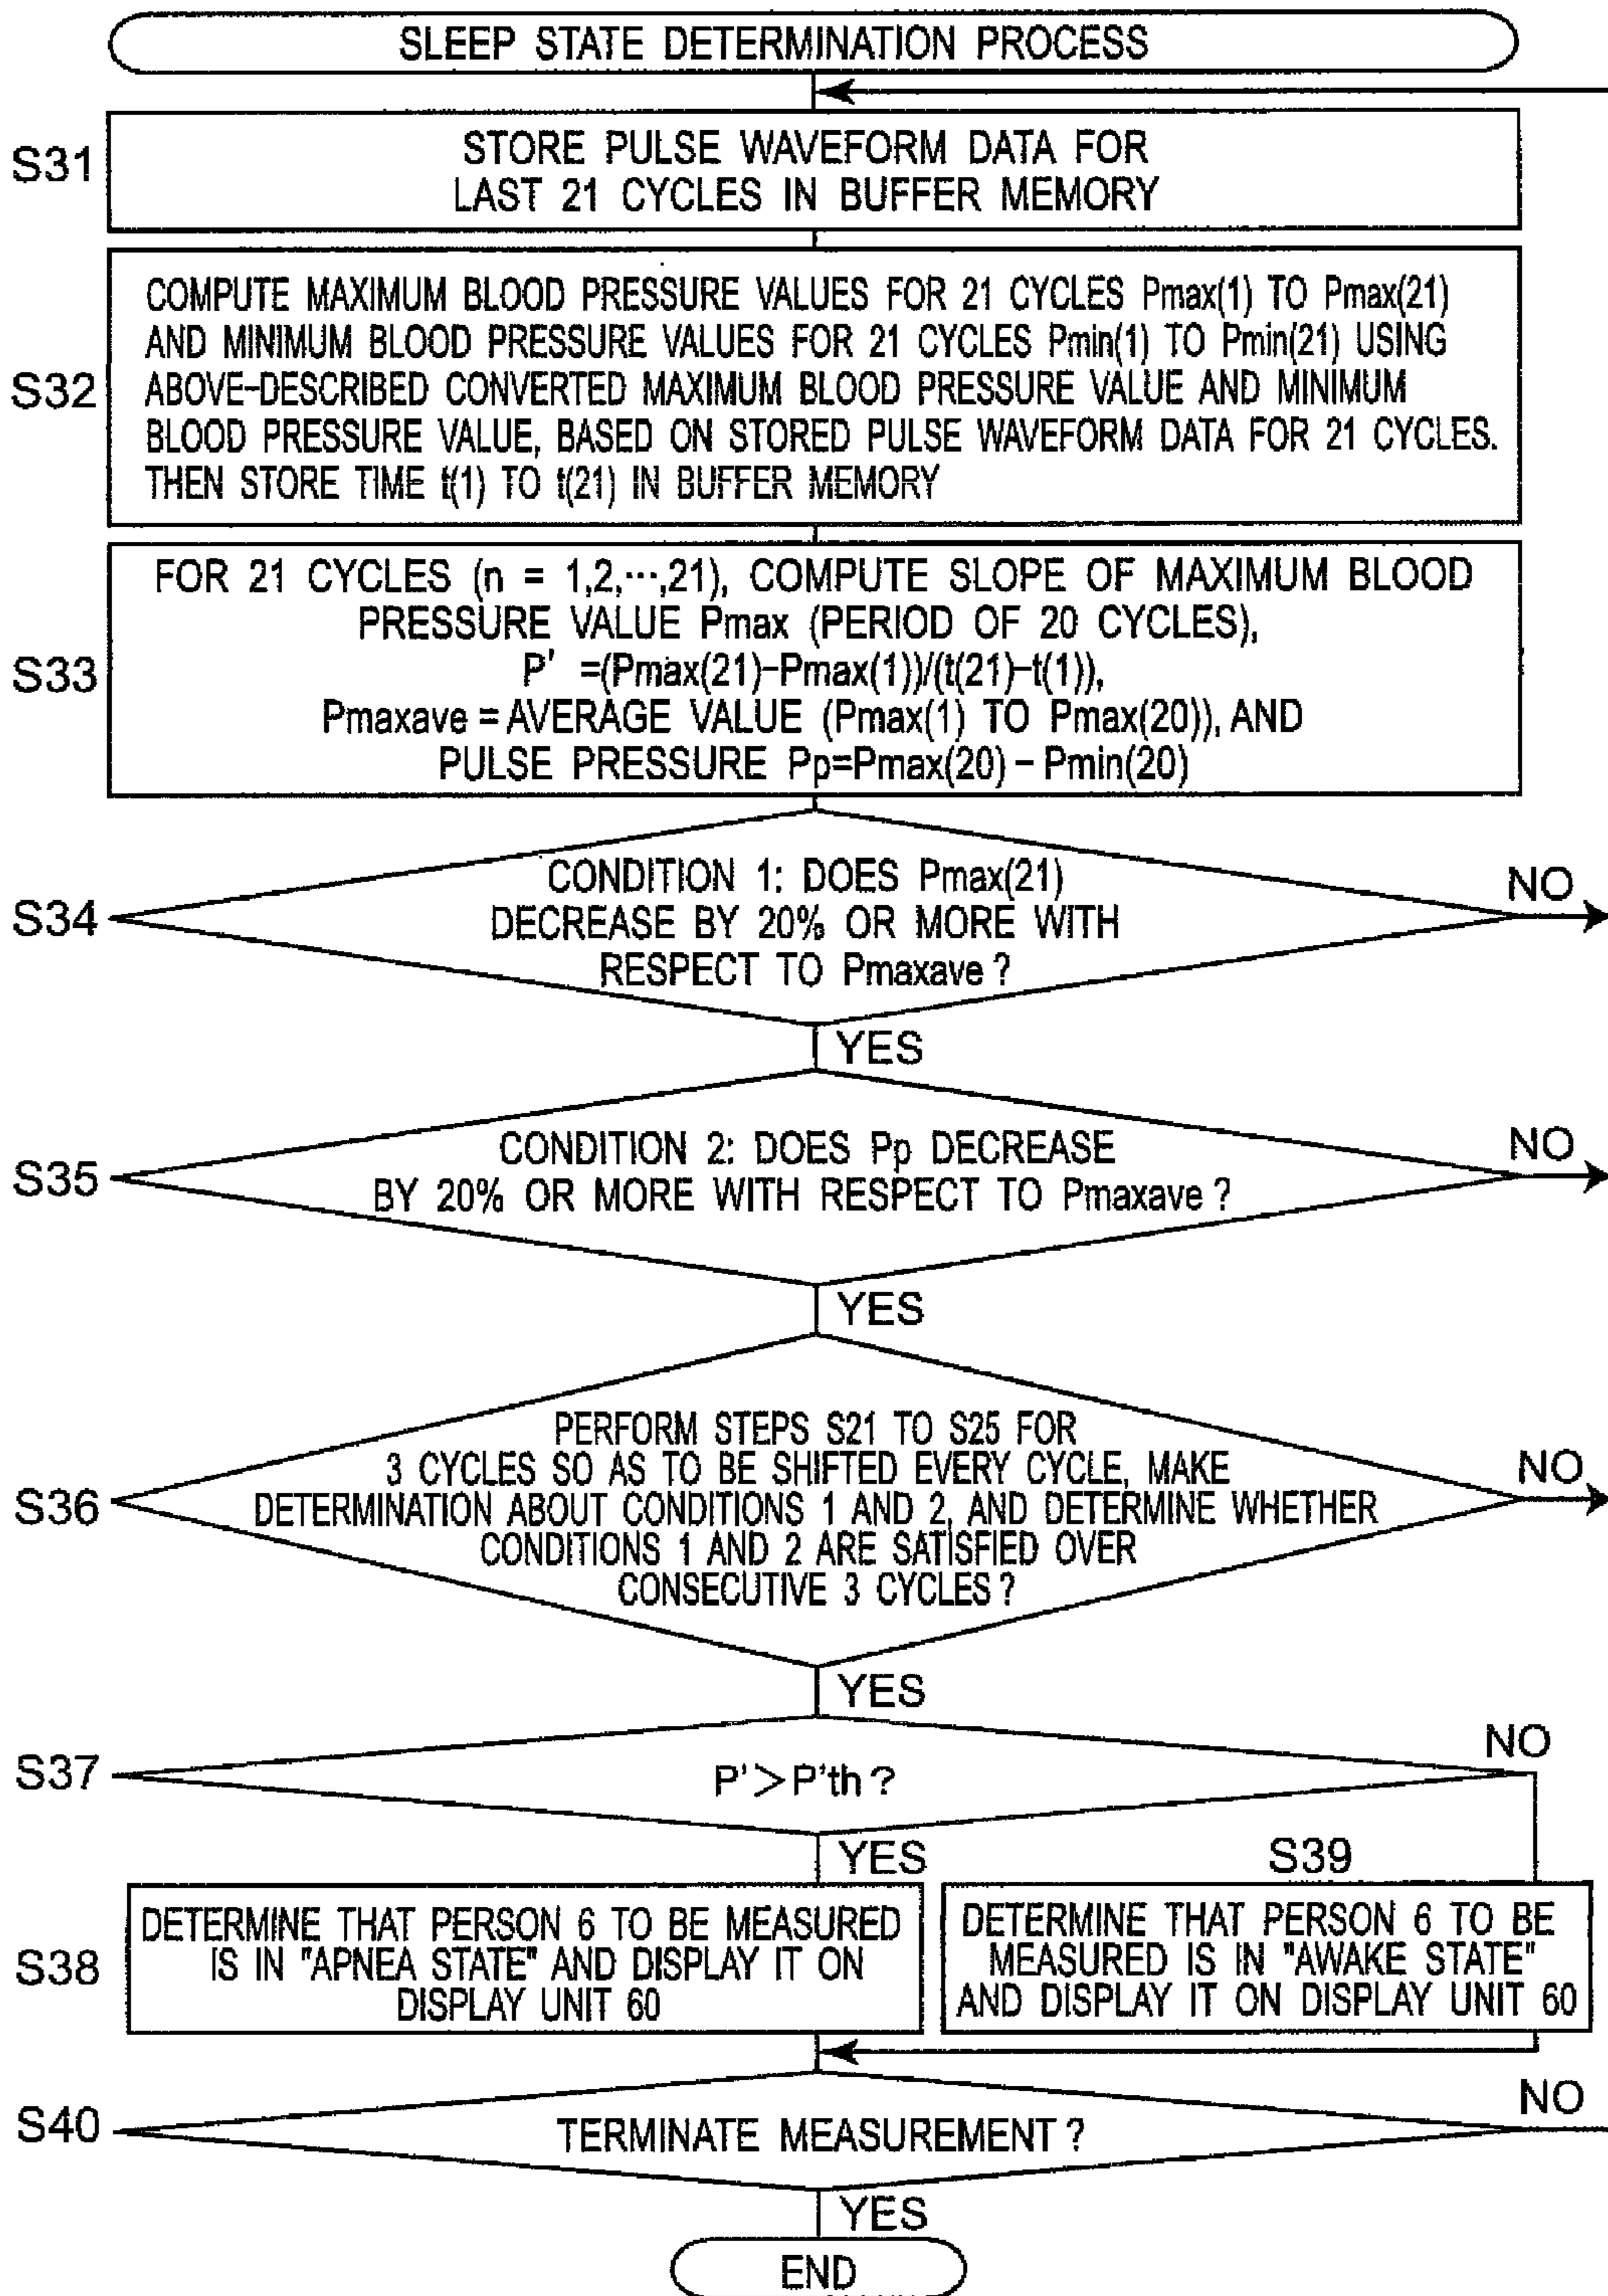 SLEEP STATE DETERMINATION PROCESS
S31
STORE PULSE WAVEFORM DATA FOR
LAST 21 CYCLES IN BUFFER MEMORY
S32
COMPUTE MAXIMUM BLOOD PRESSURE VALUES FOR 21 CYCLES Pmax(1) TO Pmax(21)
AND MINIMUM BLOOD PRESSURE VALUES FOR 21 CYCLES Pmin(1) TO Pmin(21) USING
ABOVE-DESCRIBED CONVERTED MAXIMUM BLOOD PRESSURE VALUE AND MINIMUM
BLOOD PRESSURE VALUE, BASED ON STORED PULSE WAVEFORM DATA FOR 21 CYCLES.
THEN STORE TIME t(1) TO t(21) IN BUFFER MEMORY
S33
FOR 21 CYCLES (n = 1,2,⋯,21), COMPUTE SLOPE OF MAXIMUM BLOOD
PRESSURE VALUE Pmax (PERIOD OF 20 CYCLES),
P' =(Pmax(21)-Pmax(1))/(t(21)-t(1)),
Pmaxave = AVERAGE VALUE (Pmax(1) TO Pmax(20)), AND
PULSE PRESSURE Pp=Pmax(20) - Pmin(20)
S34
CONDITION 1: DOES Pmax(21)
DECREASE BY 20% OR MORE WITH
RESPECT TO Pmaxave ?
NO
YES
S35
CONDITION 2: DOES Pp DECREASE
BY 20% OR MORE WITH RESPECT TO Pmaxave ?
NO
YES
S36
PERFORM STEPS S21 TO S25 FOR
3 CYCLES SO AS TO BE SHIFTED EVERY CYCLE, MAKE
DETERMINATION ABOUT CONDITIONS 1 AND 2, AND DETERMINE WHETHER
CONDITIONS 1 AND 2 ARE SATISFIED OVER
CONSECUTIVE 3 CYCLES ?
NO
YES
S37
P' > P'th ?
NO
YES
S38
DETERMINE THAT PERSON 6 TO BE MEASURED
IS IN "APNEA STATE" AND DISPLAY IT ON
DISPLAY UNIT 60
S39
DETERMINE THAT PERSON 6 TO BE
MEASURED IS IN "AWAKE STATE"
AND DISPLAY IT ON DISPLAY UNIT 60
S40
TERMINATE MEASUREMENT ?
NO
YES
END